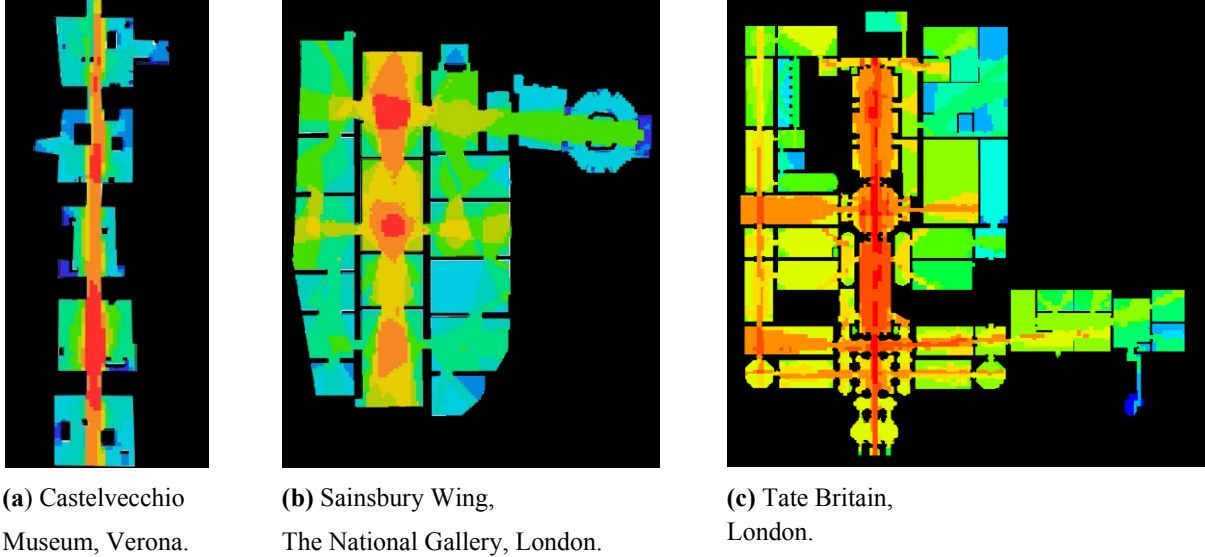 (a) Castelvecchio
Museum, Verona.
(b) Sainsbury Wing,
The National Gallery, London.
(c) Tate Britain,
London.